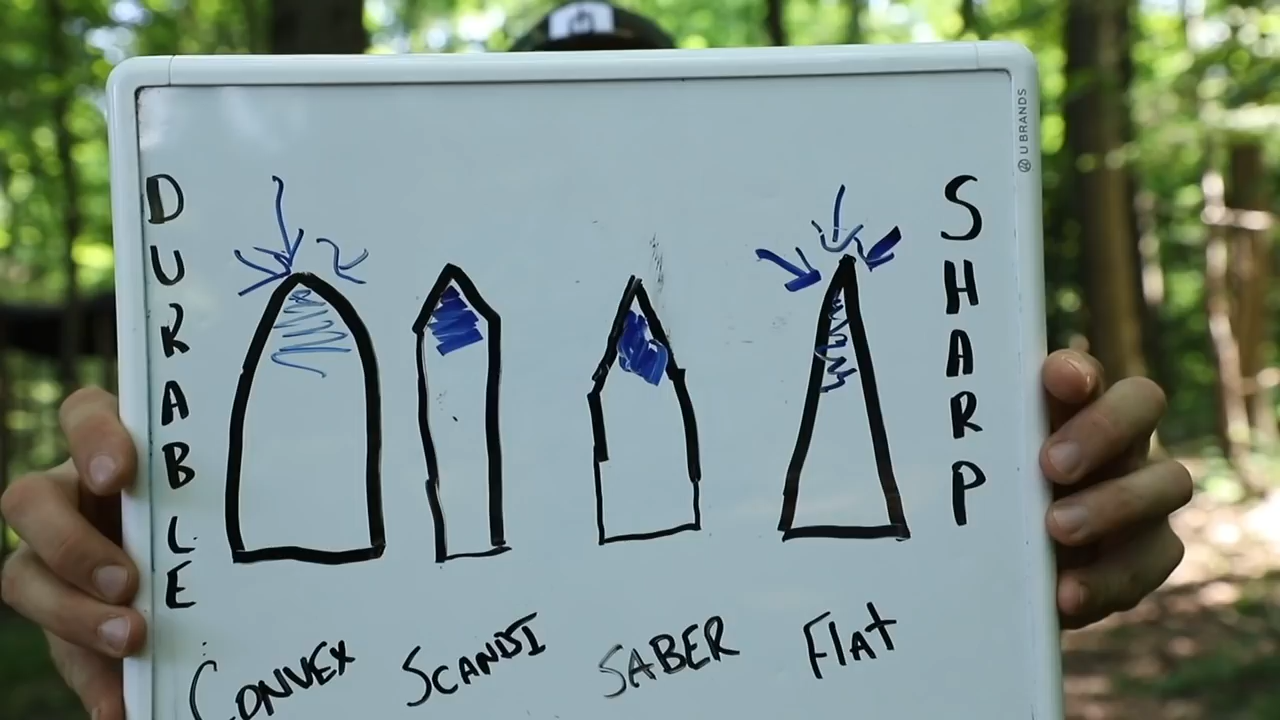 DURABLE
SHARP
CONVEX
SCANDI
SABER
Flat
U BRANDS